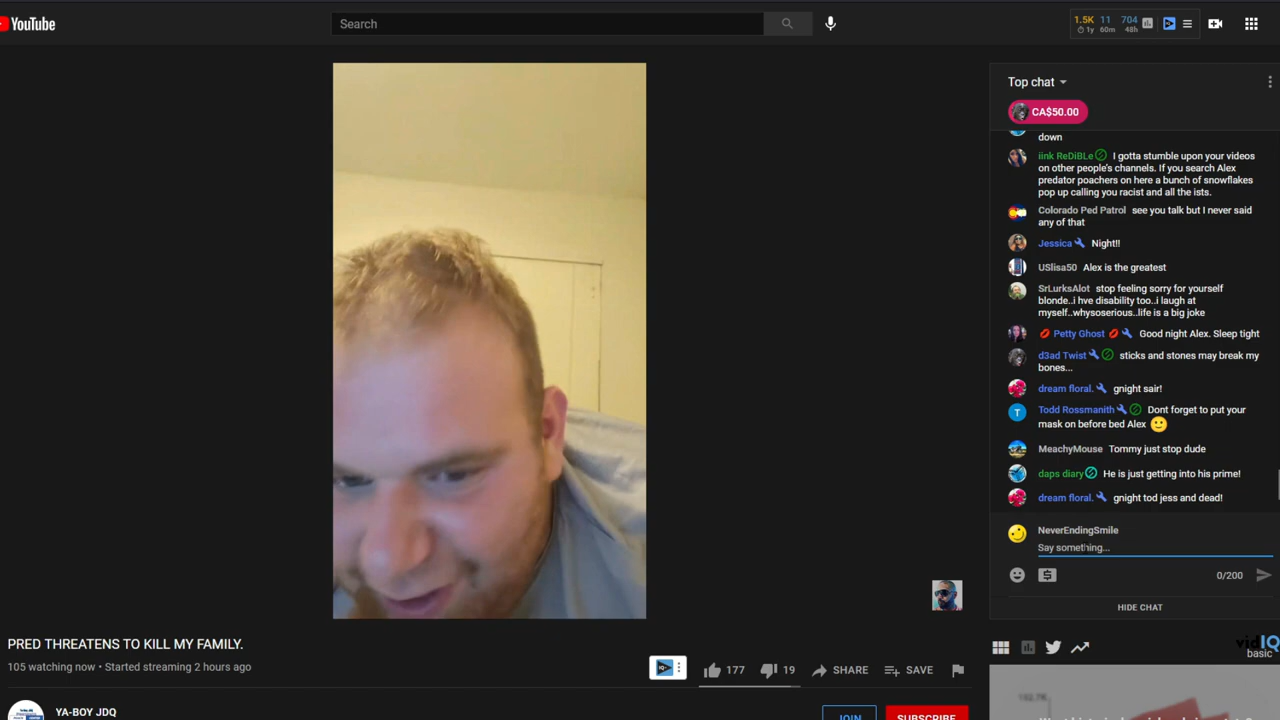 YouTube
Search
1.5K 11 704
1y 60m 48h
Top chat
CA$50.00
down
iink ReDiBLe I gotta stumble upon your videos
on other people's channels. If you search Alex
predator poachers on here a bunch of snowflakes
pop up calling you racist and all the ists.
Colorado Ped Patrol see you talk but I never said
any of that
Jessica Night!!
USlisa50 Alex is the greatest
SrLurksAlot stop feeling sorry for yourself
blonde..i hve disability too..i laugh at
myself..whysoserious..life is a big joke
Petty Ghost Good night Alex. Sleep tight
d3ad Twist sticks and stones may break my
bones...
dream floral. gnight sair!
Todd Rossmanith Dont forget to put your
mask on before bed Alex
MeachyMouse Tommy just stop dude
daps diary He is just getting into his prime!
dream floral. gnight tod jess and dead!
NeverEndingSmile
Say something...
0/200
HIDE CHAT
PRED THREATENS TO KILL MY FAMILY.
105 watching now • Started streaming 2 hours ago
177 19 SHARE SAVE
vidIQ
basic
YA-BOY JDQ
JOIN SUBSCRIBE